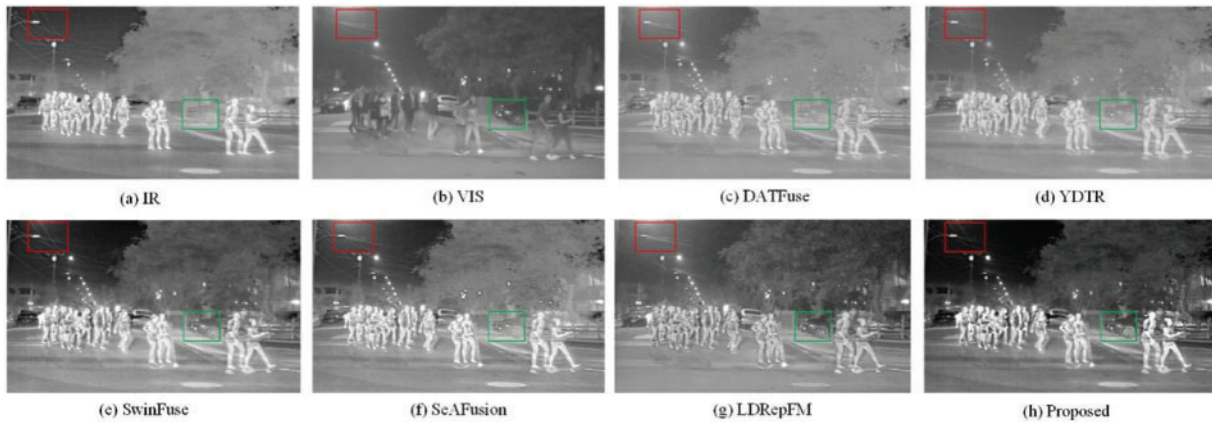 (a) IR
(b) VIS
(c) DATFuse
(d) YDTR
(e) SwinFuse
(f) SeAFusion
(g) LDRepFM
(h) Proposed